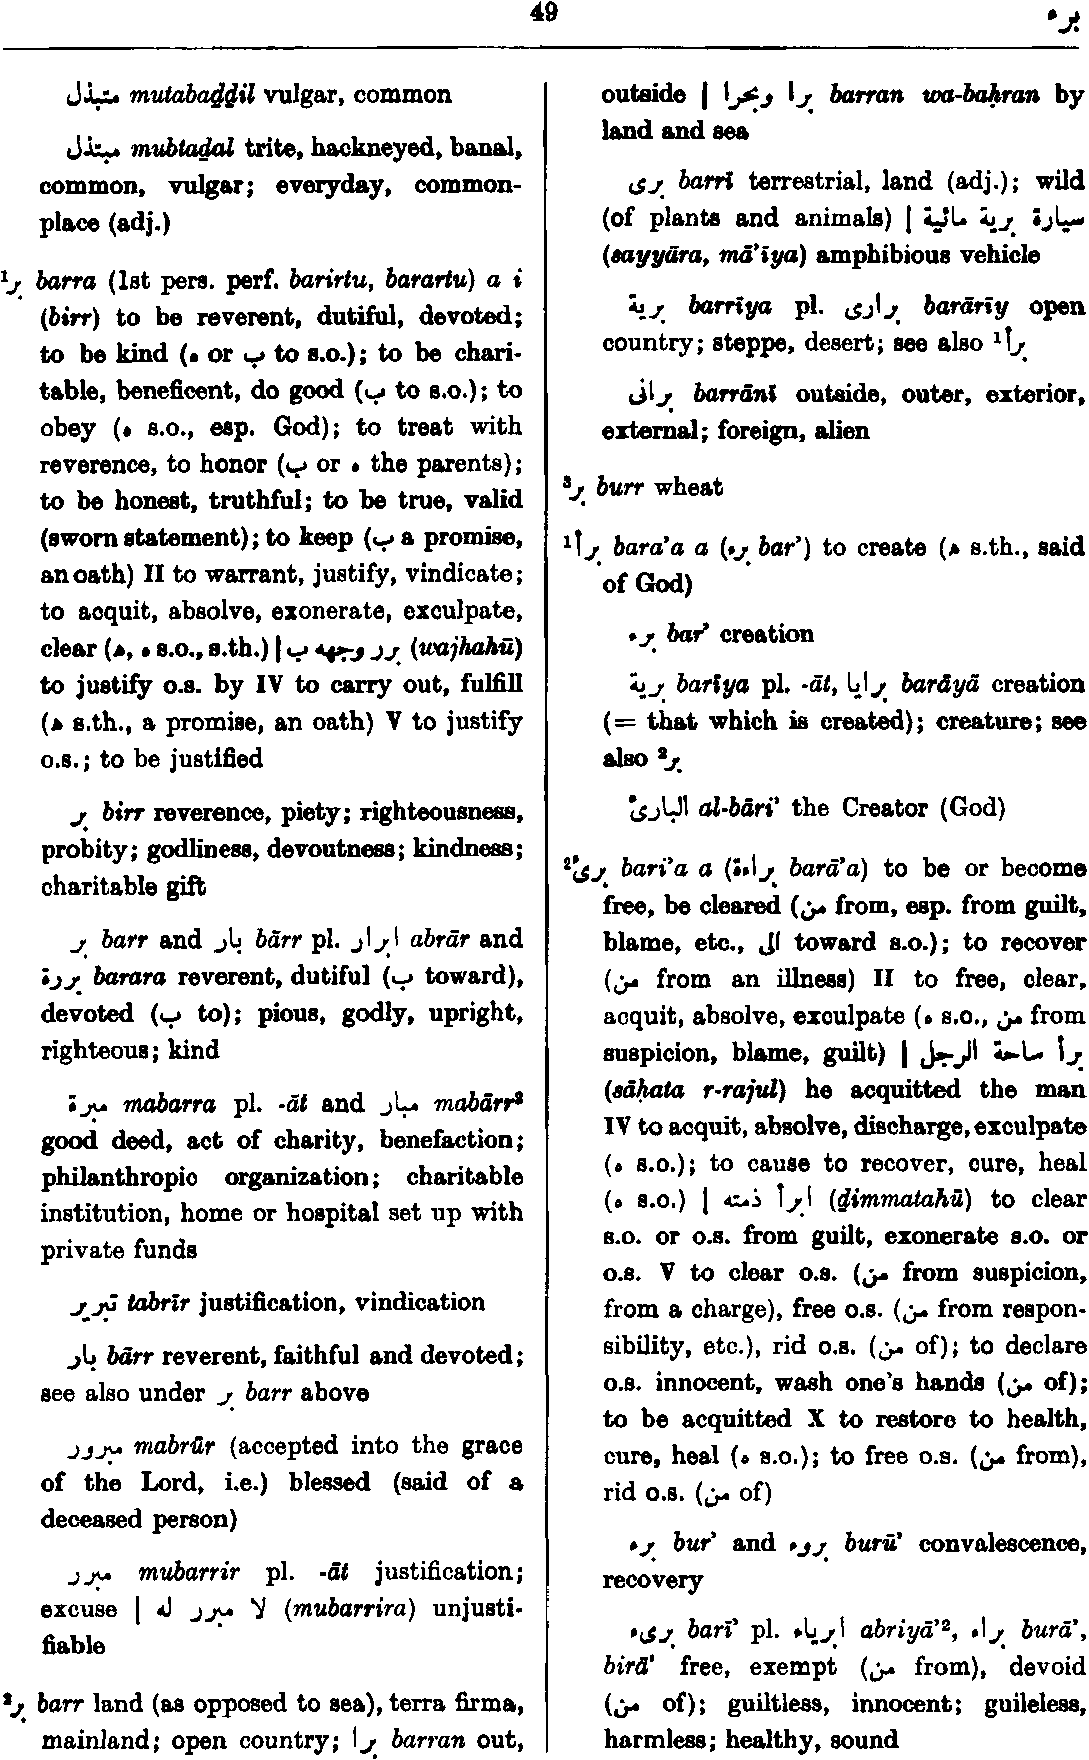 49
برء
متبذل mutabaḏḏil vulgar, common
مبتذل mubtaḏal trite, hackneyed, banal,
common, vulgar; everyday, common-
place (adj.)
¹بر barra (1st pers. perf. barirtu, barartu) a i
(birr) to be reverent, dutiful, devoted;
to be kind (ه or ب to s.o.); to be chari-
table, beneficent, do good (ب to s.o.); to
obey (ه s.o., esp. God); to treat with
reverence, to honor (ب or ه the parents);
to be honest, truthful; to be true, valid
(sworn statement); to keep (ب a promise,
an oath) II to warrant, justify, vindicate;
to acquit, absolve, exonerate, exculpate,
clear (ه, ه s.o., s.th.) | برر وجهه ب (wajhahū)
to justify o.s. by IV to carry out, fulfill
(ه s.th., a promise, an oath) V to justify
o.s.; to be justified
بر birr reverence, piety; righteousness,
probity; godliness, devoutness; kindness;
charitable gift
بر barr and بار bārr pl. ابرار abrār and
بررة barara reverent, dutiful (ب toward),
devoted (ب to); pious, godly, upright,
righteous; kind
مبرة mabarra pl. -āt and مبار mabārr²
good deed, act of charity, benefaction;
philanthropic organization; charitable
institution, home or hospital set up with
private funds
تبرير tabrīr justification, vindication
بار bārr reverent, faithful and devoted;
see also under بر barr above
مبرور mabrūr (accepted into the grace
of the Lord, i.e.) blessed (said of a
deceased person)
مبرر mubarrir pl. -āt justification;
excuse | لا مبرر له (mubarrira) unjusti-
fiable
²بر barr land (as opposed to sea), terra firma,
mainland; open country; برا barran out,
outside | برا وبحرا barran wa-baḥran by
land and sea
برى barrī terrestrial, land (adj.); wild
(of plants and animals) | سيارة برية مائية
(sayyāra, mā'īya) amphibious vehicle
برية barrīya pl. برارى barārīy open
country; steppe, desert; see also ¹برأ
برانى barrānī outside, outer, exterior,
external; foreign, alien
³بر burr wheat
¹برأ bara'a a (برء bar') to create (ه s.th., said
of God)
برء bar' creation
برية barīya pl. -āt, برايا barāyā creation
(= that which is created); creature; see
also ²بر
البارئ al-bāri' the Creator (God)
²برئ bari'a a (براءة barā'a) to be or become
free, be cleared (من from, esp. from guilt,
blame, etc., الى toward s.o.); to recover
(من from an illness) II to free, clear,
acquit, absolve, exculpate (ه s.o., من from
suspicion, blame, guilt) | برأ ساحة الرجل
(sāḥata r-rajul) he acquitted the man
IV to acquit, absolve, discharge, exculpate
(ه s.o.); to cause to recover, cure, heal
(ه s.o.) | ابرأ ذمته (ḏimmatahū) to clear
s.o. or o.s. from guilt, exonerate s.o. or
o.s. V to clear o.s. (من from suspicion,
from a charge), free o.s. (من from respon-
sibility, etc.), rid o.s. (من of); to declare
o.s. innocent, wash one's hands (من of);
to be acquitted X to restore to health,
cure, heal (ه s.o.); to free o.s. (من from),
rid o.s. (من of)
برء bur' and بروء burū' convalescence,
recovery
برىء barī' pl. ابرياء abriyā'², براء burā',
birā' free, exempt (من from), devoid
(من of); guiltless, innocent; guileless,
harmless; healthy, sound